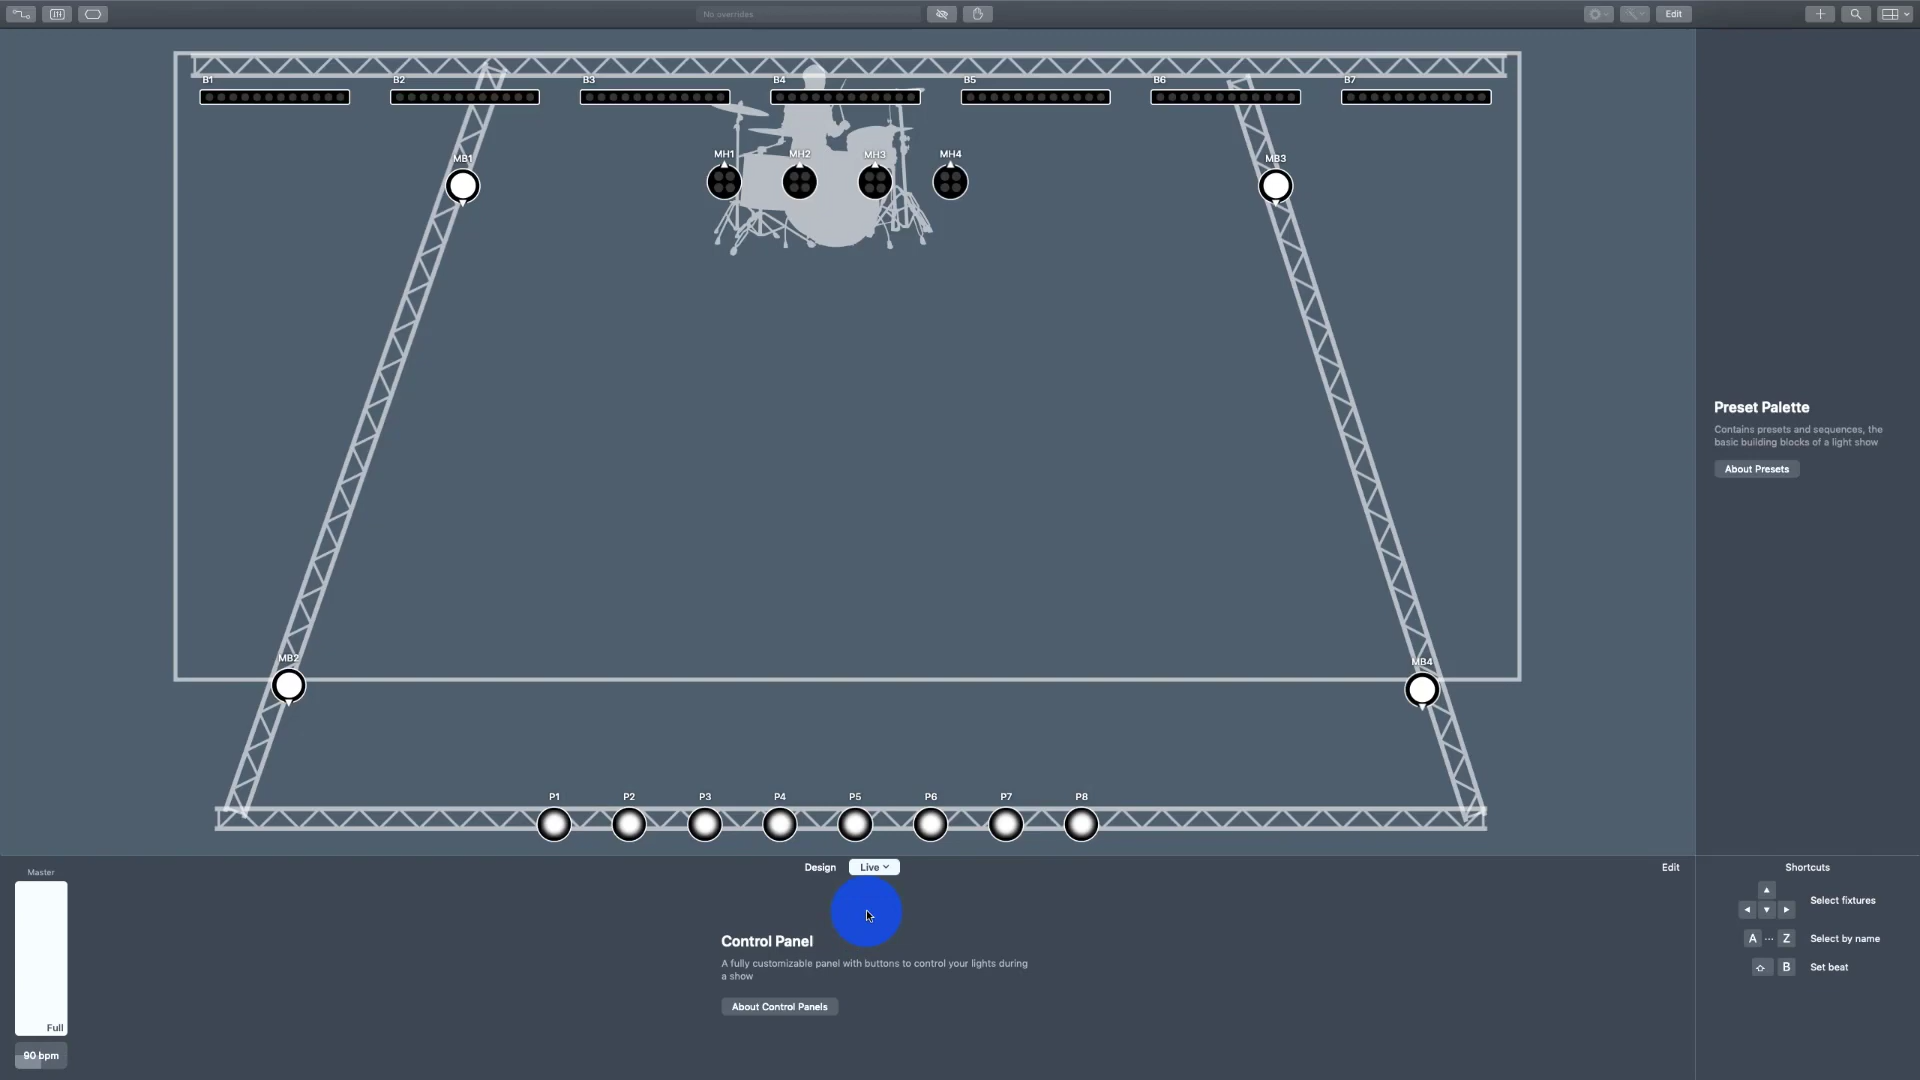 No overrides
Edit
B1
B2
B3
B4
B5
B6
B7
MH1
MH2
MH3
MH4
MB1
MB3
Preset Palette
Contains presets and sequences, the
basic building blocks of a light show
About Presets
MB2
MB4
P1
P2
P3
P4
P5
P6
P7
P8
Master
Full
90 bpm
Design
Live
Edit
Control Panel
A fully customizable panel with buttons to control your lights during
a show
About Control Panels
Shortcuts
Select fixtures
A ... Z
Select by name
B
Set beat